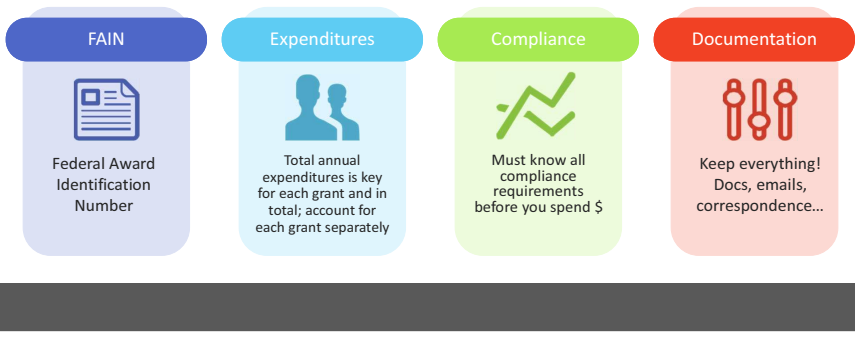 FAIN
Federal Award
Identification
Number
Expenditures
Total annual
expenditures is key
for each grant and in
total; account for
each grant separately
Compliance
Must know all
compliance
requirements
before you spend $
Documentation
Keep everything!
Docs, emails,
correspondence...